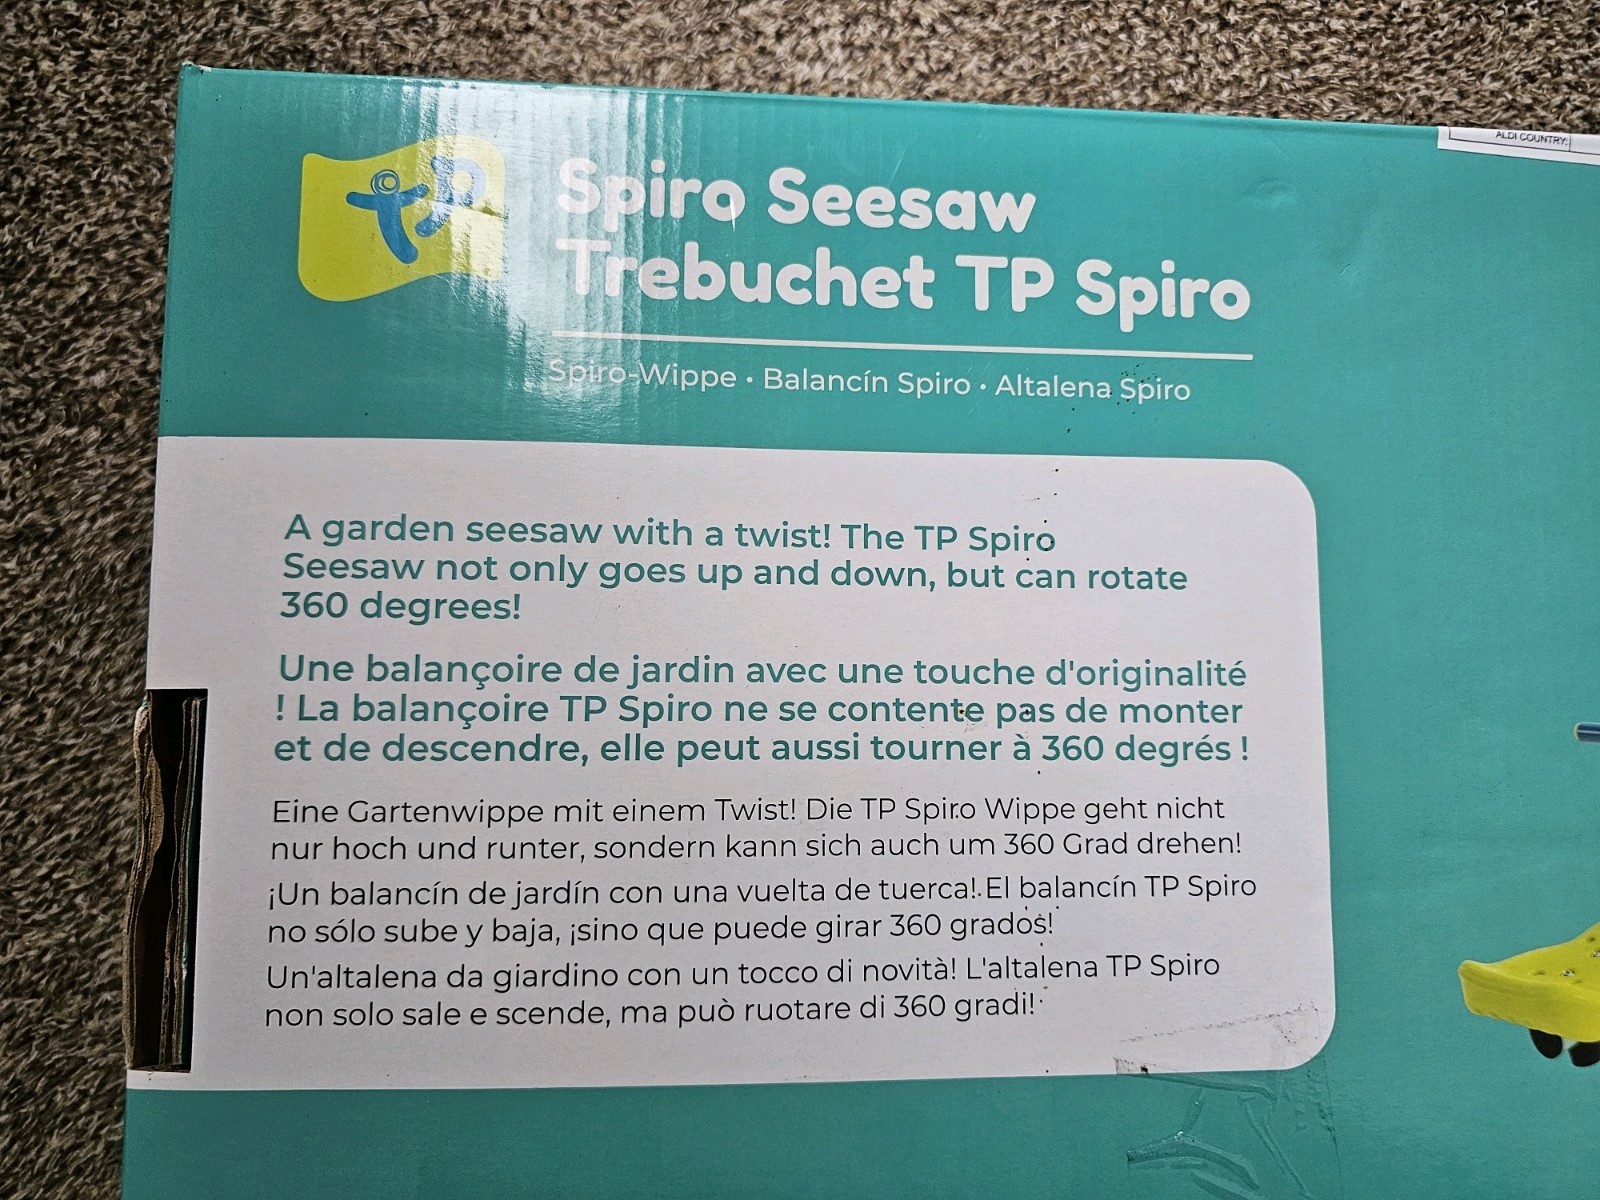 TP
Spiro Seesaw
Trebuchet TP Spiro
Spiro-Wippe • Balancín Spiro • Altalena Spiro
ALDI COUNTRY:
A garden seesaw with a twist! The TP Spiro
Seesaw not only goes up and down, but can rotate
360 degrees!
Une balançoire de jardin avec une touche d'originalité
! La balançoire TP Spiro ne se contente pas de monter
et de descendre, elle peut aussi tourner à 360 degrés !
Eine Gartenwippe mit einem Twist! Die TP Spiro Wippe geht nicht
nur hoch und runter, sondern kann sich auch um 360 Grad drehen!
¡Un balancín de jardín con una vuelta de tuerca! El balancín TP Spiro
no sólo sube y baja, ¡sino que puede girar 360 grados!
Un'altalena da giardino con un tocco di novità! L'altalena TP Spiro
non solo sale e scende, ma può ruotare di 360 gradi!